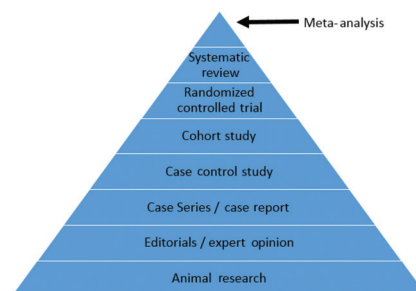 Meta-analysis
Systematic
review
Randomized
controlled trial
Cohort study
Case control study
Case Series / case report
Editorials / expert opinion
Animal research